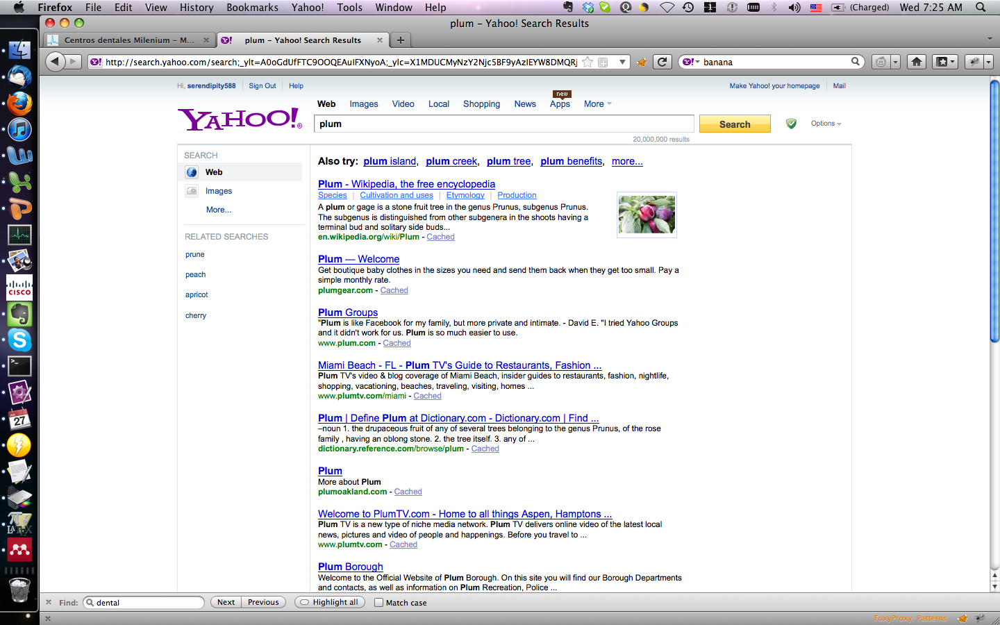 Firefox File Edit View History Bookmarks Yahoo! Tools Window Help (Charged) Wed 7:25 AM
plum – Yahoo! Search Results
Centros dentales Milenium – M...
plum – Yahoo! Search Results
http://search.yahoo.com/search;_ylt=A0oGdUfFTC9OOQEAuIFXNyoA;_ylc=X1MDUCMyNzY2Njc5BF9yAzIEYW8DMQRj
banana
Hi, serendipity588 Sign Out Help
Make Yahoo! your homepage Mail
new
Web Images Video Local Shopping News Apps More
YAHOO!®
plum
Search
Options
20,000,000 results
SEARCH
Web
Images
More...
RELATED SEARCHES
prune
peach
apricot
cherry
Also try: plum island, plum creek, plum tree, plum benefits, more...
Plum - Wikipedia, the free encyclopedia
Species | Cultivation and uses | Etymology | Production
A plum or gage is a stone fruit tree in the genus Prunus, subgenus Prunus.
The subgenus is distinguished from other subgenera in the shoots having a
terminal bud and solitary side buds...
en.wikipedia.org/wiki/Plum - Cached
Plum — Welcome
Get boutique baby clothes in the sizes you need and send them back when they get too small. Pay a
simple monthly rate.
plumgear.com - Cached
Plum Groups
"Plum is like Facebook for my family, but more private and intimate. - David E. "I tried Yahoo Groups
and it didn't work for us. Plum is so much easier to use.
www.plum.com - Cached
Miami Beach - FL - Plum TV's Guide to Restaurants, Fashion ...
Plum TV's video & blog coverage of Miami Beach, insider guides to restaurants, fashion, nightlife,
shopping, vacationing, beaches, traveling, visiting, homes ...
www.plumtv.com/miami - Cached
Plum | Define Plum at Dictionary.com - Dictionary.com | Find ...
–noun 1. the drupaceous fruit of any of several trees belonging to the genus Prunus, of the rose
family , having an oblong stone. 2. the tree itself. 3. any of ...
dictionary.reference.com/browse/plum - Cached
Plum
More about Plum
plumoakland.com - Cached
Welcome to PlumTV.com - Home to all things Aspen, Hamptons ...
Plum TV is a new type of niche media network. Plum TV delivers online video of the latest local
news, pictures and video of people and happenings. Before you travel to ...
www.plumtv.com - Cached
Plum Borough
Welcome to the Official Website of Plum Borough. On this site you will find our Borough Departments
and contacts, as well as information on Plum Recreation, Police ...
CISCO
27
Find: dental Next Previous Highlight all Match case
FoxyProxy: Patterns